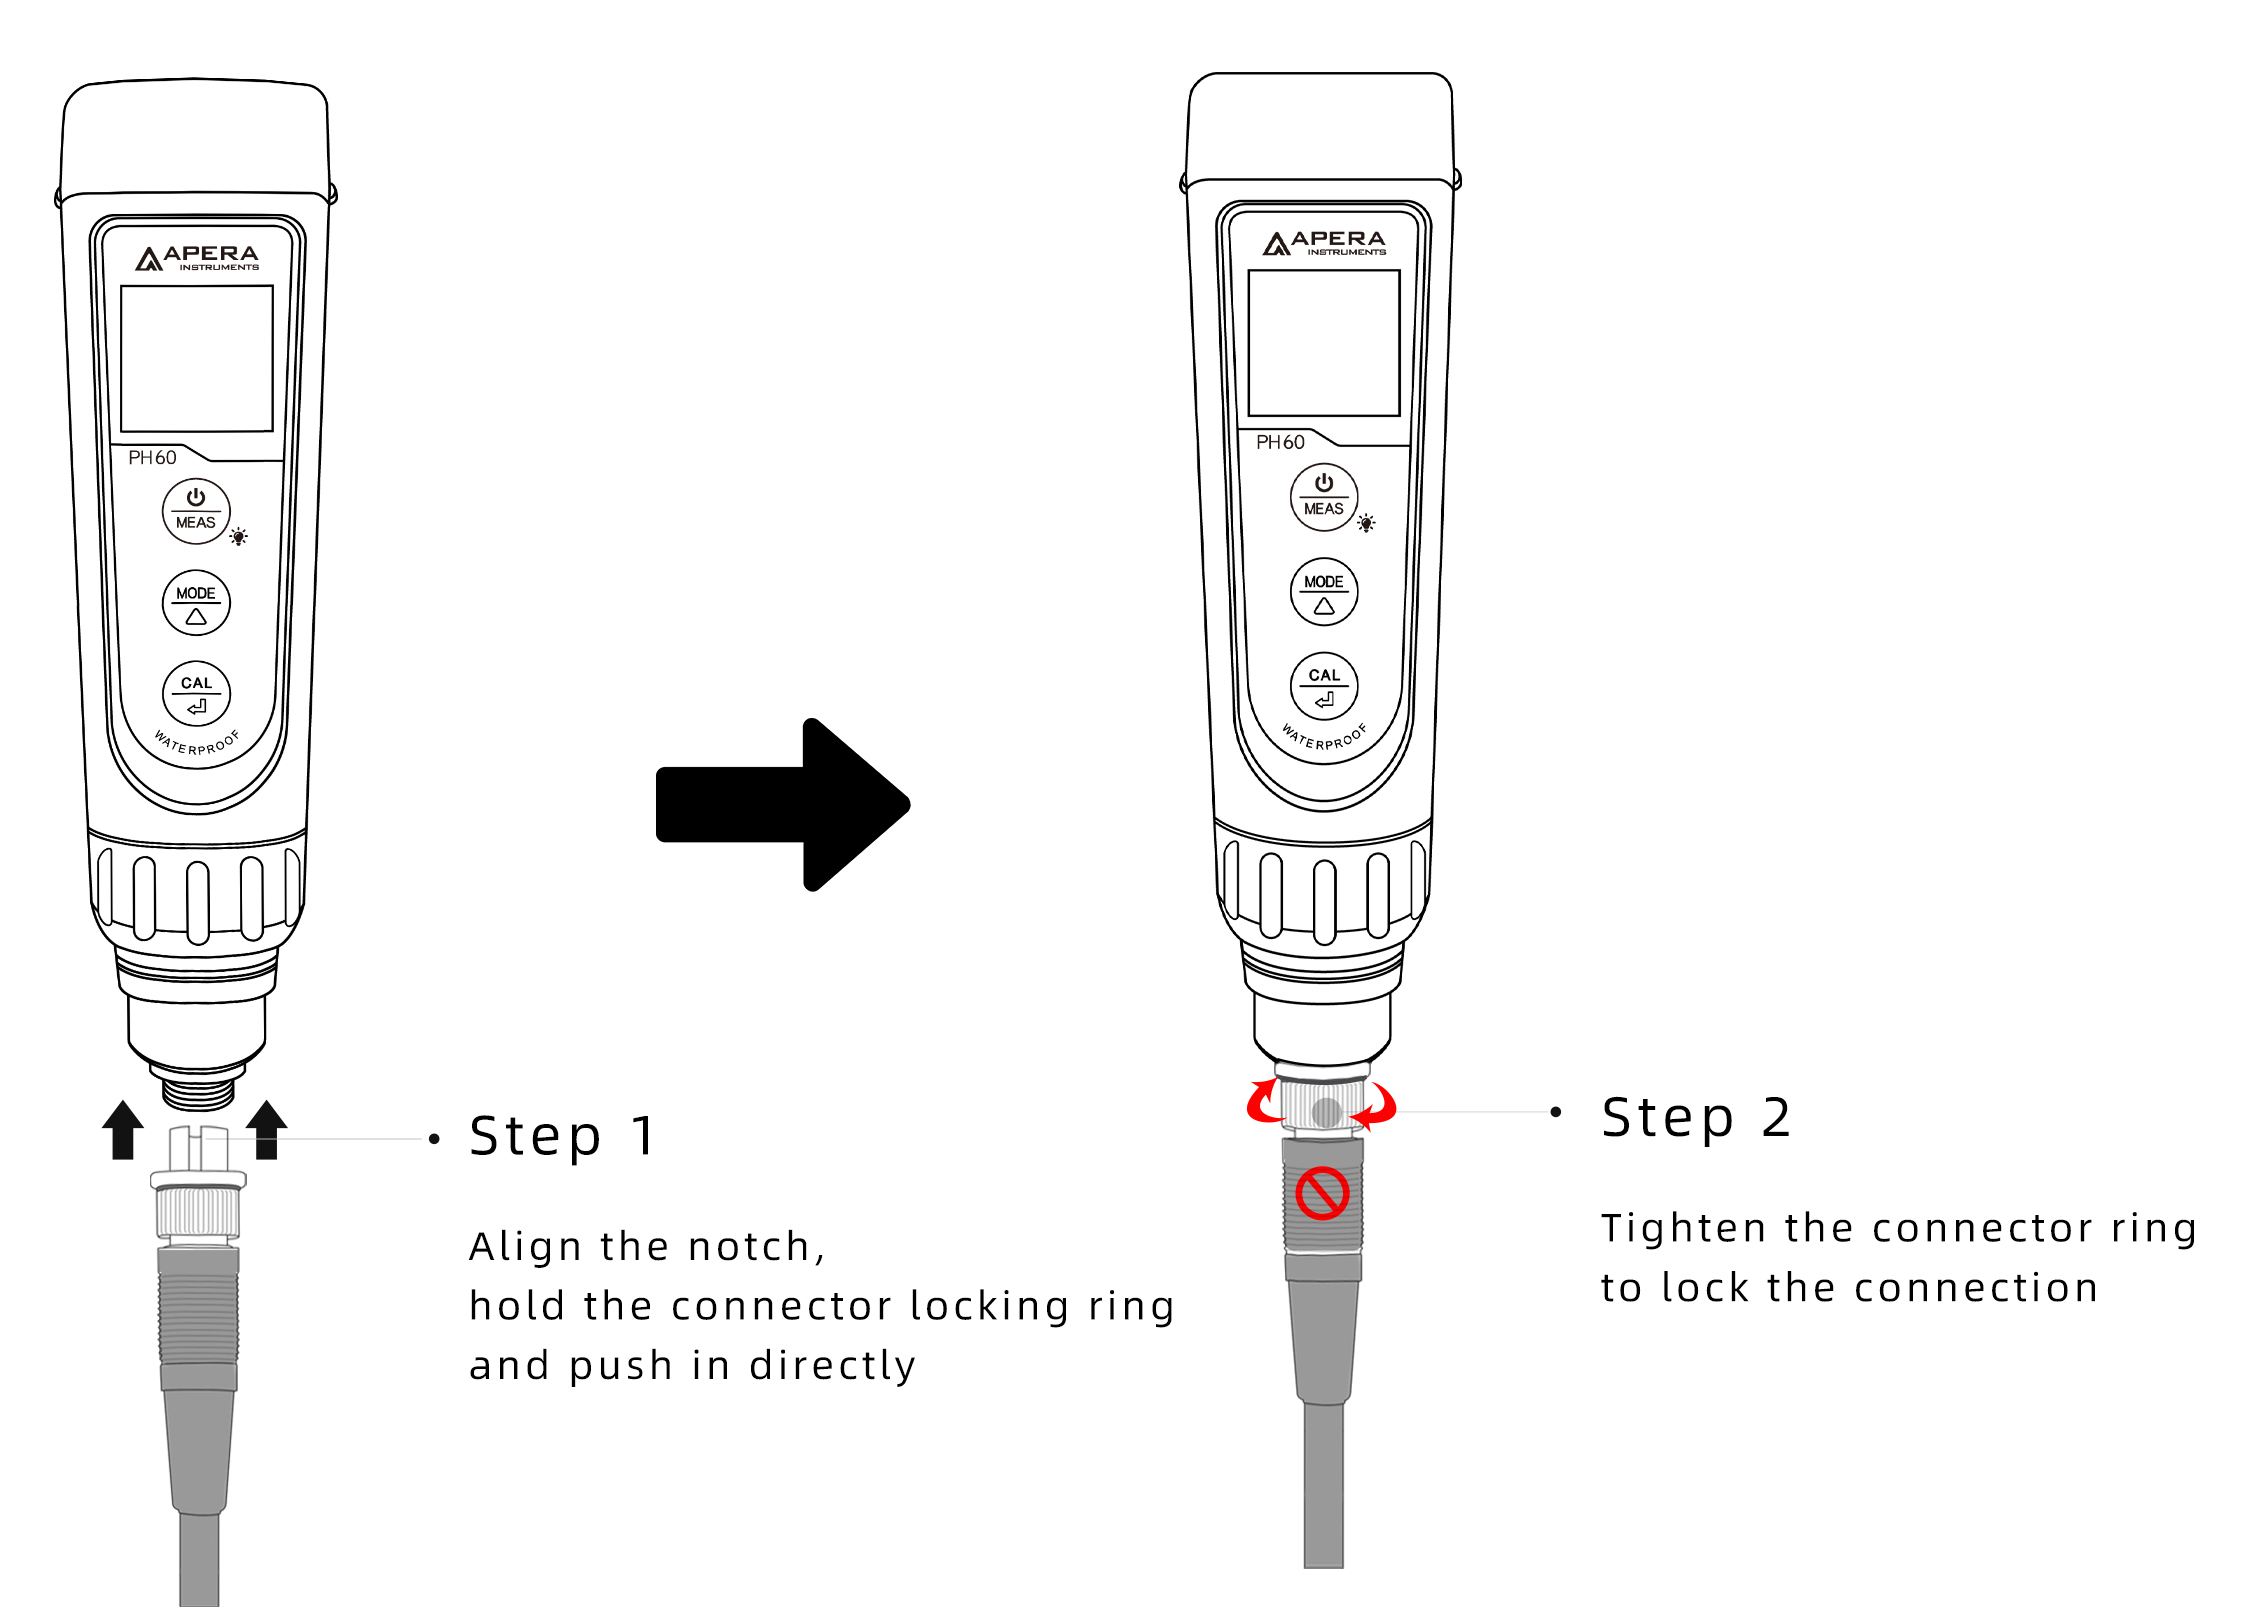 APERA
INSTRUMENTS
PH60
MEAS
MODE
CAL
WATERPROOF
Step 1
Align the notch,
hold the connector locking ring
and push in directly
APERA
INSTRUMENTS
PH60
MEAS
MODE
CAL
WATERPROOF
Step 2
Tighten the connector ring
to lock the connection